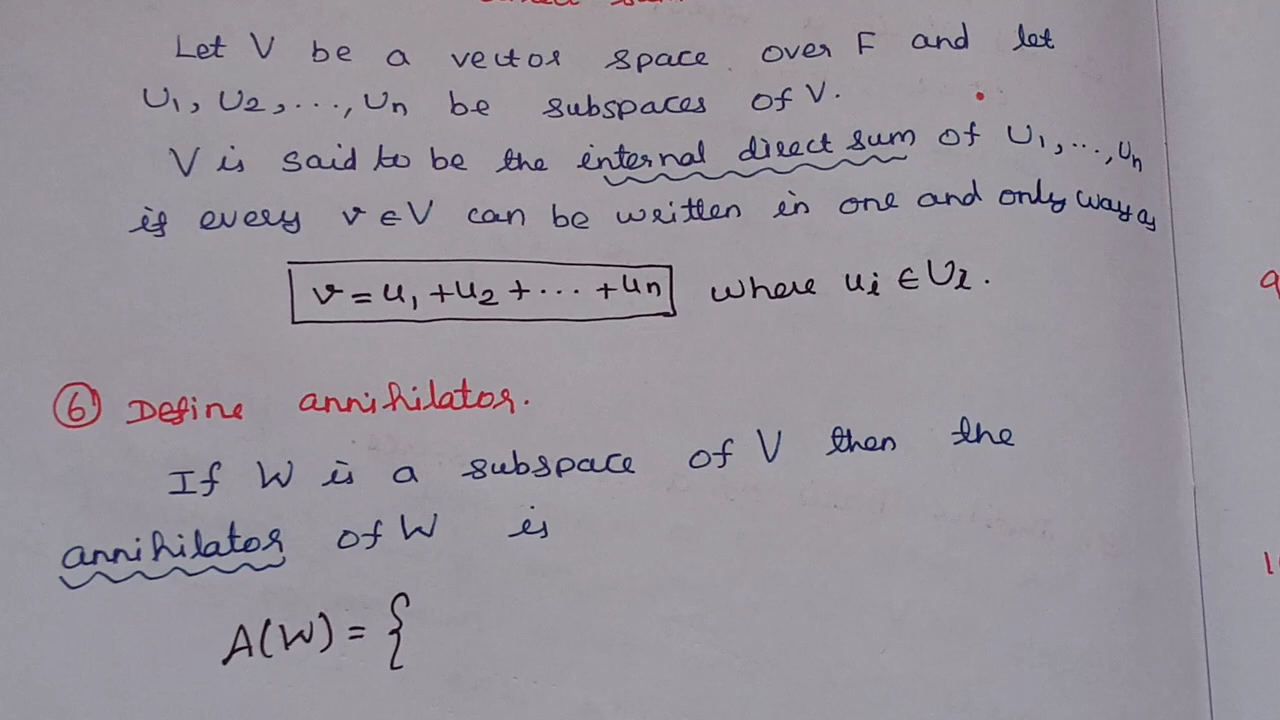 Let V be a vector space over F and let
U₁, U₂, ..., Un be subspaces of V.
V is said to be the internal direct sum of U₁, ..., Un
if every v ∈ V can be written in one and only way as
v = u₁ + u₂ + ... + un where ui ∈ Ui.
⑥ Define annihilator.
If W is a subspace of V then the
annihilator of W is
A(W) = {
9